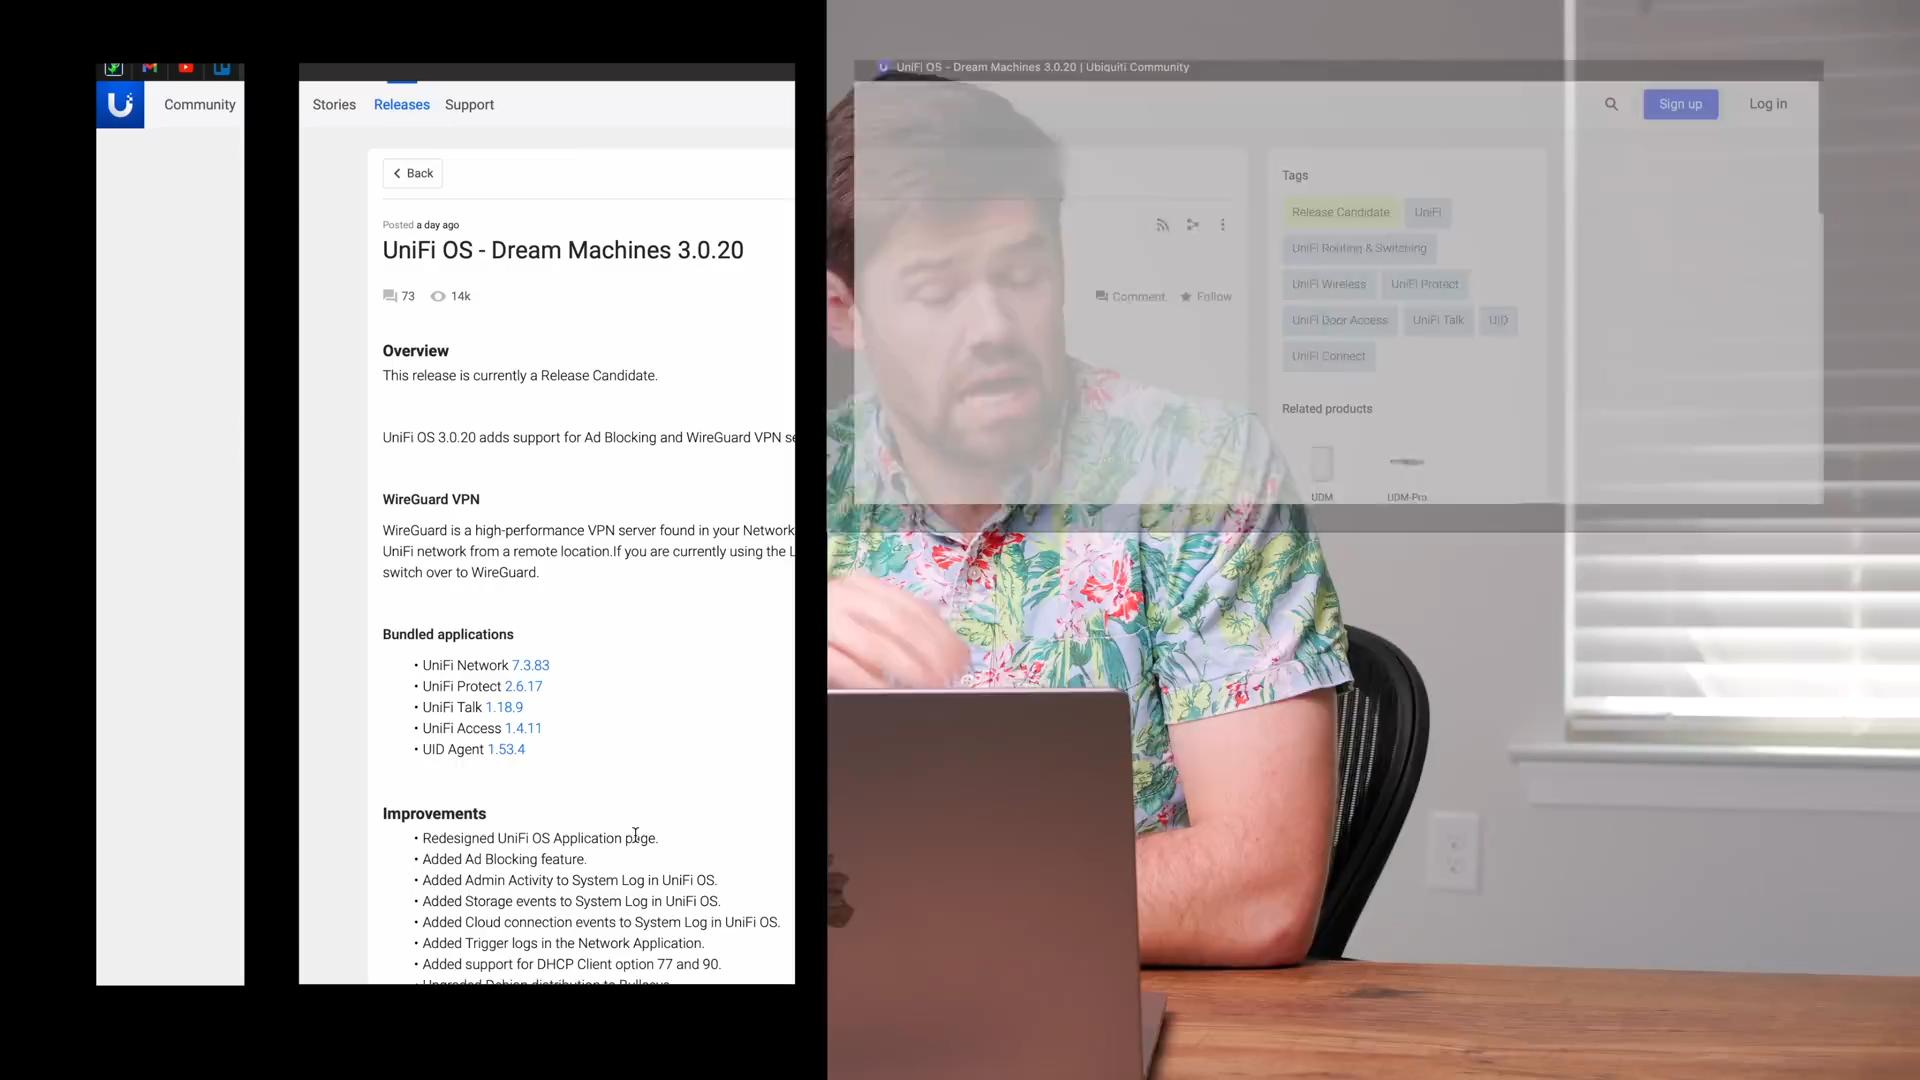 UniFi OS - Dream Machines 3.0.20 | Ubiquiti Community
Community
Stories
Releases
Support
Sign up
Log in
Back
Posted a day ago
UniFi OS - Dream Machines 3.0.20
73
14k
Comment
Follow
Overview
This release is currently a Release Candidate.
UniFi OS 3.0.20 adds support for Ad Blocking and WireGuard VPN
WireGuard VPN
WireGuard is a high-performance VPN server found in your Network
UniFi network from a remote location.If you are currently using the
switch over to WireGuard.
Bundled applications
• UniFi Network 7.3.83
• UniFi Protect 2.6.17
• UniFi Talk 1.18.9
• UniFi Access 1.4.11
• UID Agent 1.53.4
Improvements
• Redesigned UniFi OS Application page.
• Added Ad Blocking feature.
• Added Admin Activity to System Log in UniFi OS.
• Added Storage events to System Log in UniFi OS.
• Added Cloud connection events to System Log in UniFi OS.
• Added Trigger logs in the Network Application.
• Added support for DHCP Client option 77 and 90.
Tags
Release Candidate
UniFi
UniFi Routing & Switching
UniFi Wireless
UniFi Protect
UniFi Door Access
UniFi Talk
UID
UniFi Connect
Related products
UDM
UDM-Pro